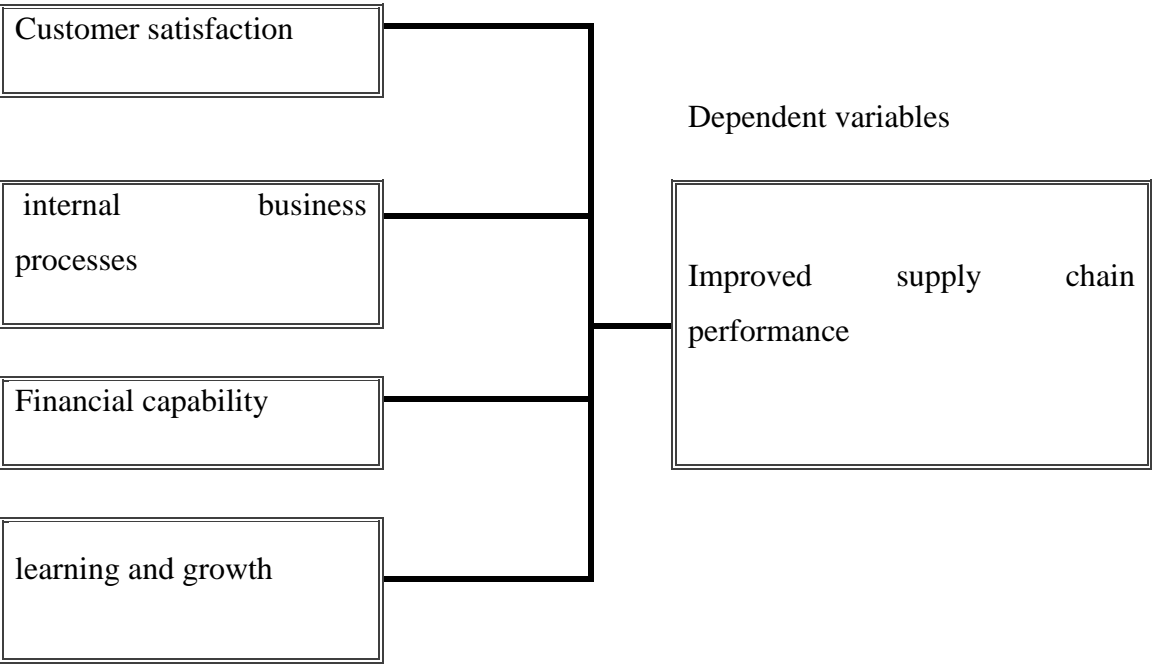 Customer satisfaction
Dependent variables
internal business
processes
Improved supply chain
performance
Financial capability
learning and growth